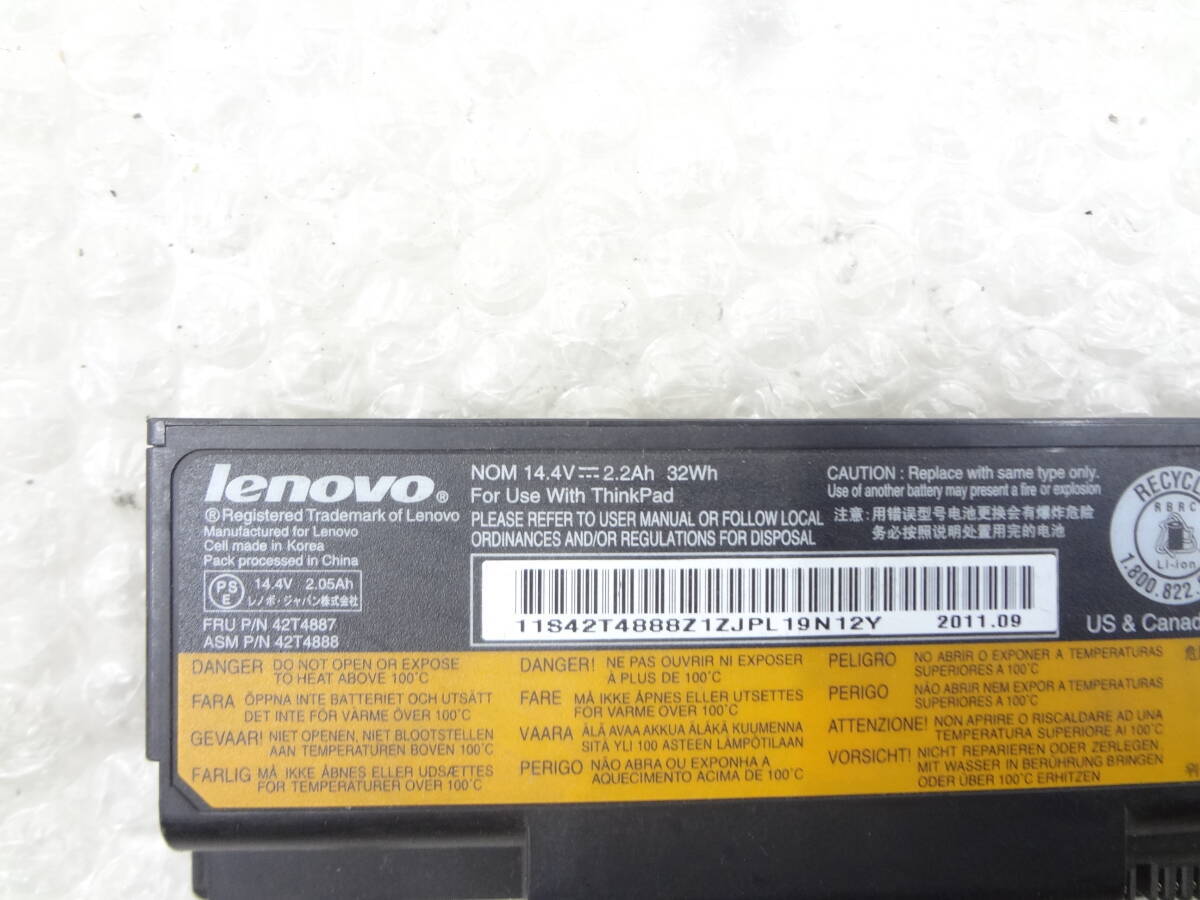 lenovo®
®Registered Trademark of Lenovo
Manufactured for Lenovo
Cell made in Korea
Pack processed in China
PS
E
14.4V 2.05Ah
レノボ・ジャパン株式会社
FRU P/N 42T4887
ASM P/N 42T4888
NOM 14.4V 2.2Ah 32Wh
For Use With ThinkPad
PLEASE REFER TO USER MANUAL OR FOLLOW LOCAL
ORDINANCES AND/OR REGULATIONS FOR DISPOSAL
CAUTION : Replace with same type only.
Use of another battery may present a fire or explosion
注意: 用错误型号电池更换会有爆炸危险
务必按照说明处置用完的电池
11S42T4888Z1ZJPL19N12Y 2011.09
RECYCL
RBRC
Li-ion
1.800.822.
US & Canad
DANGER DO NOT OPEN OR EXPOSE
TO HEAT ABOVE 100°C
FARA ÖPPNA INTE BATTERIET OCH UTSÄTT
DET INTE FÖR VÄRME ÖVER 100°C
GEVAAR! NIET OPENEN, NIET BLOOTSTELLEN
AAN TEMPERATUREN BOVEN 100°C
FARLIG MÅ IKKE ÅBNES ELLER UDSÆTTES
FOR TEMPERATURER OVER 100°C
DANGER! NE PAS OUVRIR NI EXPOSER
À PLUS DE 100°C
FARE MÅ IKKE ÅPNES ELLER UTSETTES
FOR VARME OVER 100°C
VAARA ÄLÄ AVAA AKKUA ÄLÄKÄ KUUMENNA
SITÄ YLI 100 ASTEEN LÄMPÖTILAAN
PERIGO NÃO ABRA OU EXPONHA A
AQUECIMENTO ACIMA DE 100°C
PELIGRO NO ABRIR O EXPONER A TEMPERATURAS
SUPERIORES A 100°C
PERIGO NÃO ABRIR NEM EXPOR A TEMPERATURAS
SUPERIORES A 100°C
ATTENZIONE! NON APRIRE O RISCALDARE AD UNA
TEMPERATURA SUPERIORE AI 100°C
VORSICHT! NICHT REPARIEREN ODER ZERLEGEN,
MIT WASSER IN BERÜHRUNG BRINGEN
ODER ÜBER 100°C ERHITZEN